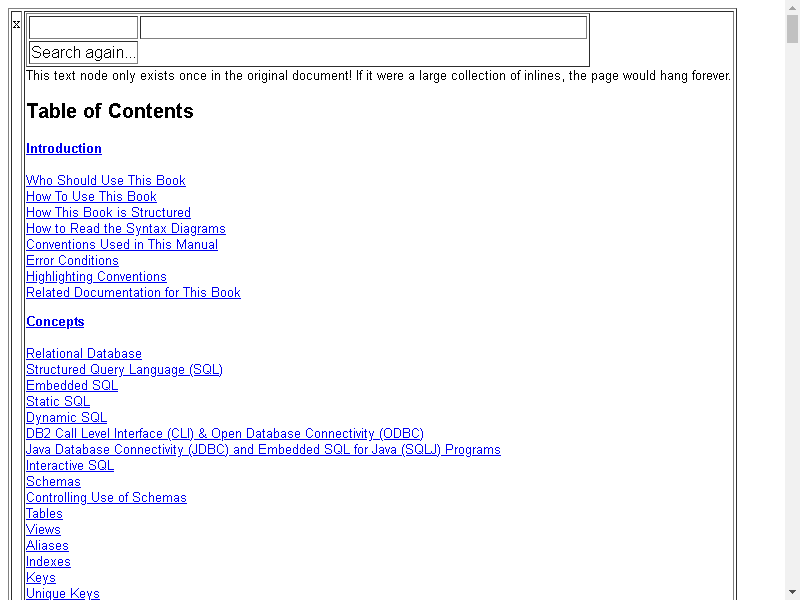 x
Search again...
This text node only exists once in the original document! If it were a large collection of inlines, the page would hang forever.
Table of Contents
Introduction
Who Should Use This Book
How To Use This Book
How This Book is Structured
How to Read the Syntax Diagrams
Conventions Used in This Manual
Error Conditions
Highlighting Conventions
Related Documentation for This Book
Concepts
Relational Database
Structured Query Language (SQL)
Embedded SQL
Static SQL
Dynamic SQL
DB2 Call Level Interface (CLI) & Open Database Connectivity (ODBC)
Java Database Connectivity (JDBC) and Embedded SQL for Java (SQLJ) Programs
Interactive SQL
Schemas
Controlling Use of Schemas
Tables
Views
Aliases
Indexes
Keys
Unique Keys